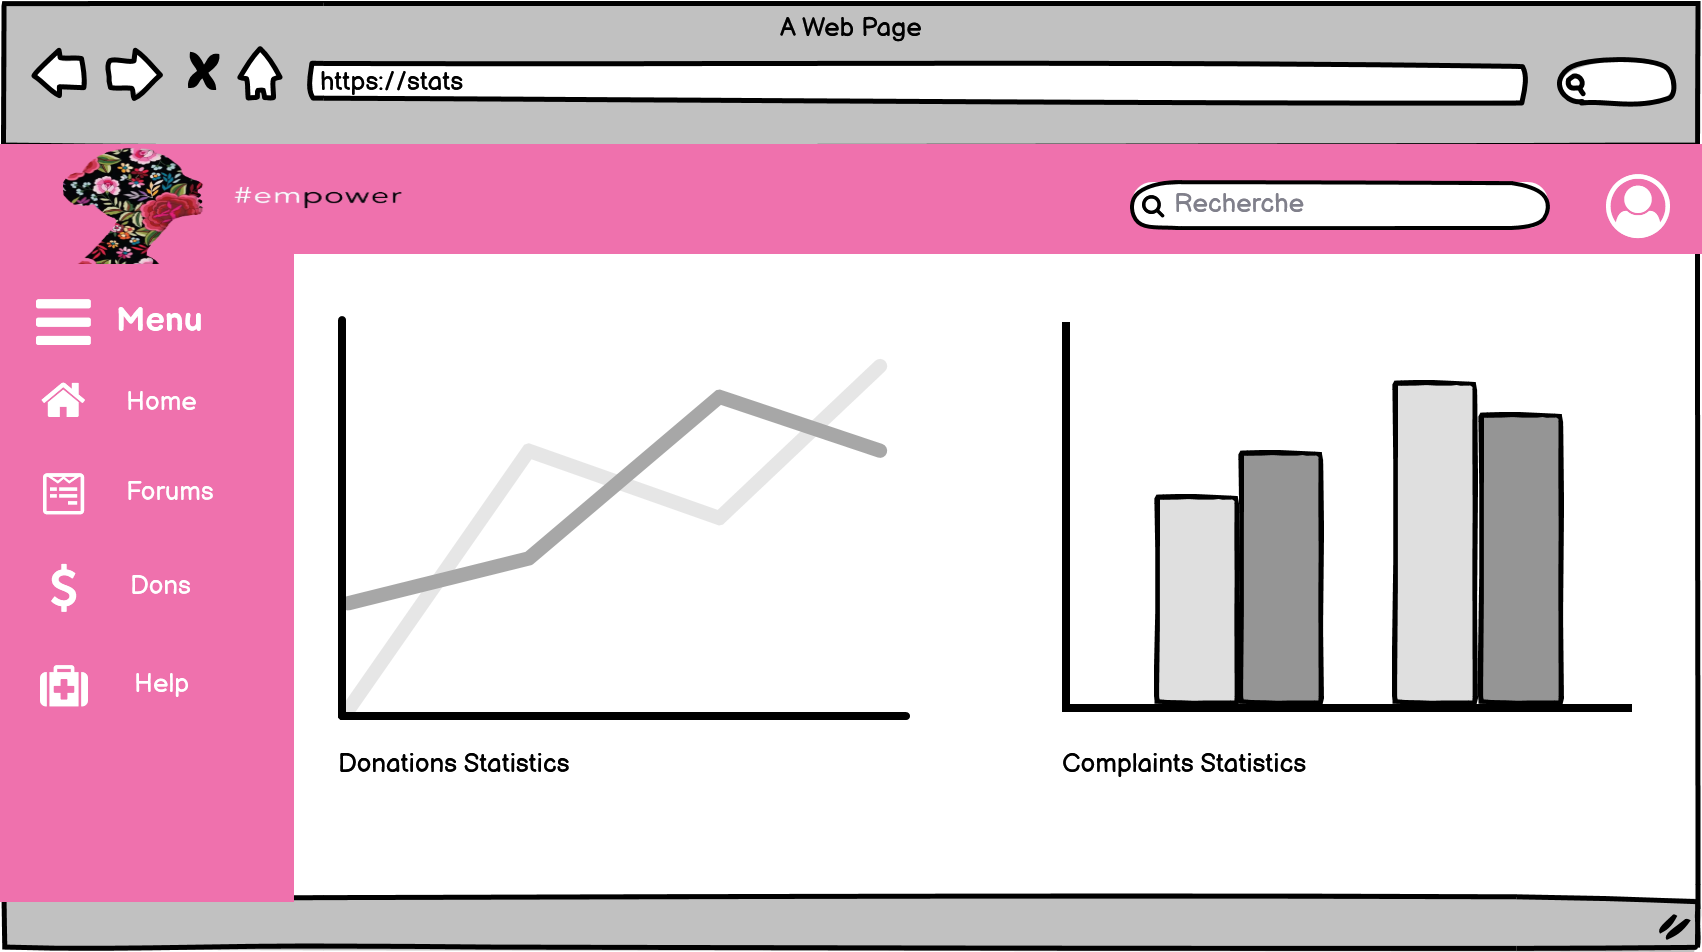 A Web Page
https://stats
#empower
Recherche
Menu
Home
Forums
Dons
Help
Donations Statistics
Complaints Statistics